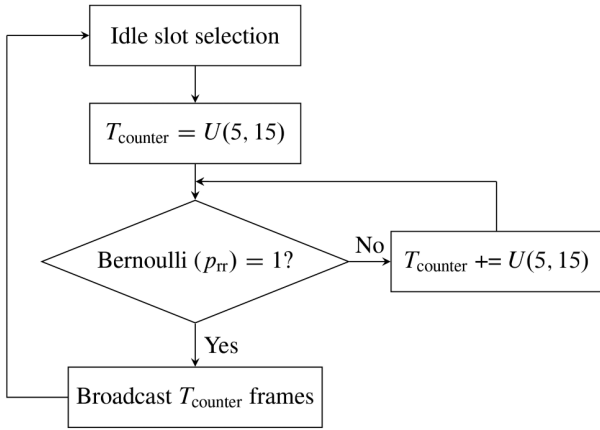 Idle slot selection
T_counter = U(5, 15)
Bernoulli (p_rr) = 1?
No
T_counter += U(5, 15)
Yes
Broadcast T_counter frames